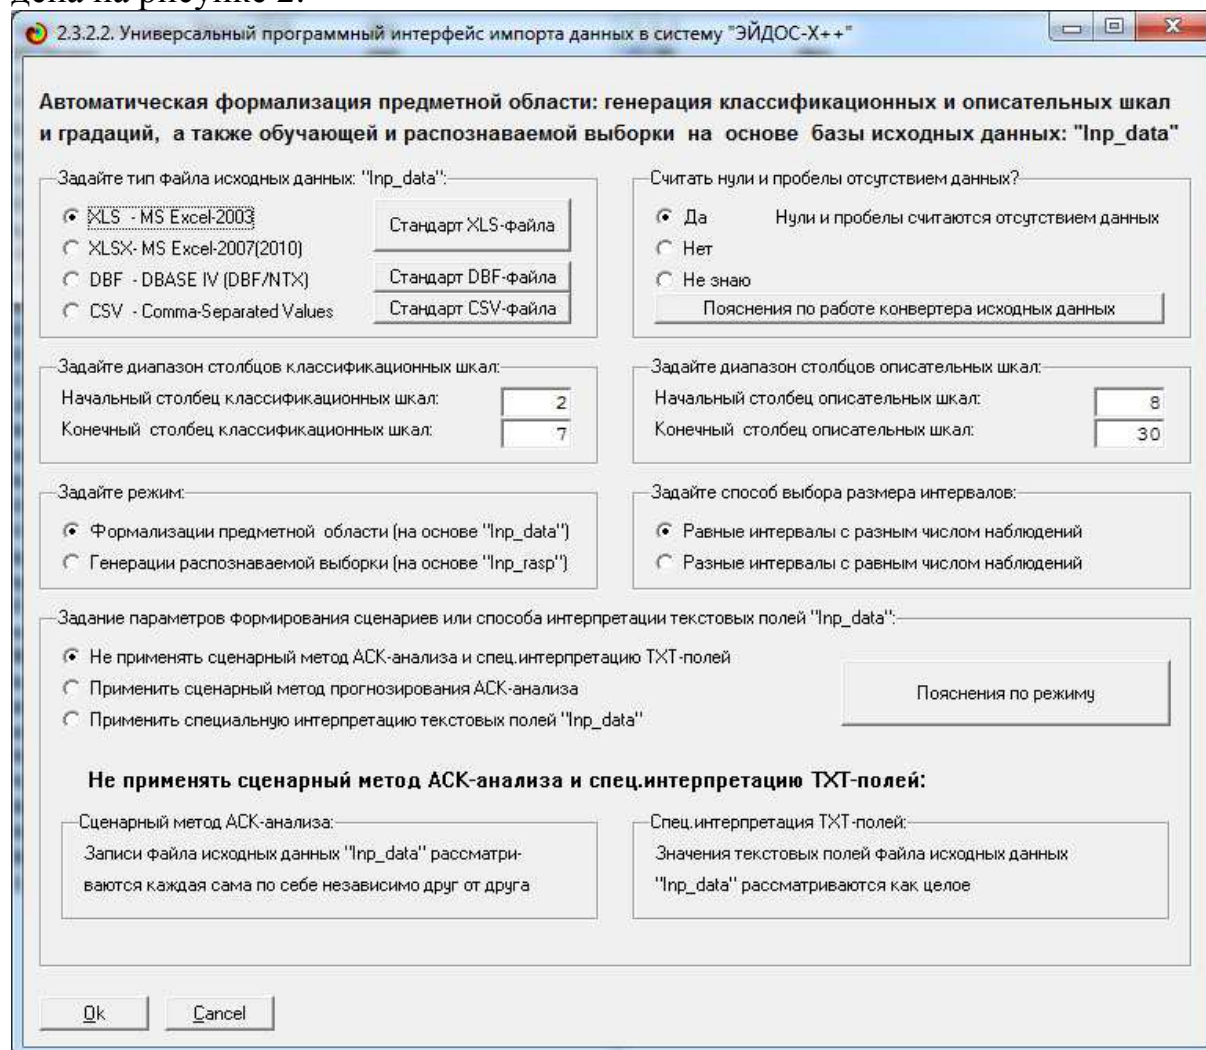 дена на рисунке 2.
2.3.2.2. Универсальный программный интерфейс импорта данных в систему "ЭЙДОС-X++"
Автоматическая формализация предметной области: генерация классификационных и описательных шкал
и градаций, а также обучающей и распознаваемой выборки на основе базы исходных данных: "Inp_data"
Задайте тип файла исходных данных: "Inp_data":
XLS - MS Excel-2003
XLSX- MS Excel-2007(2010)
DBF - DBASE IV (DBF/NTX)
CSV - Comma-Separated Values
Стандарт XLS-файла
Стандарт DBF-файла
Стандарт CSV-файла
Считать нули и пробелы отсутствием данных?
Да Нули и пробелы считаются отсутствием данных
Нет
Не знаю
Пояснения по работе конвертера исходных данных
Задайте диапазон столбцов классификационных шкал:
Начальный столбец классификационных шкал: 2
Конечный столбец классификационных шкал: 7
Задайте диапазон столбцов описательных шкал:
Начальный столбец описательных шкал: 8
Конечный столбец описательных шкал: 30
Задайте режим:
Формализации предметной области (на основе "Inp_data")
Генерации распознаваемой выборки (на основе "Inp_rasp")
Задайте способ выбора размера интервалов:
Равные интервалы с разным числом наблюдений
Разные интервалы с равным числом наблюдений
Задание параметров формирования сценариев или способа интерпретации текстовых полей "Inp_data":
Не применять сценарный метод АСК-анализа и спец.интерпретацию TXT-полей
Применить сценарный метод прогнозирования АСК-анализа
Применить специальную интерпретацию текстовых полей "Inp_data"
Пояснения по режиму
Не применять сценарный метод АСК-анализа и спец.интерпретацию TXT-полей:
Сценарный метод АСК-анализа:
Записи файла исходных данных "Inp_data" рассматри-
ваются каждая сама по себе независимо друг от друга
Спец.интерпретация TXT-полей:
Значения текстовых полей файла исходных данных
"Inp_data" рассматриваются как целое
Ok
Cancel